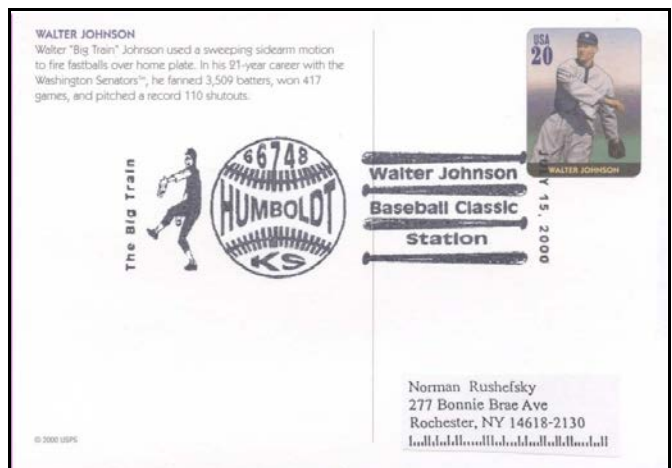 WALTER JOHNSON
Walter "Big Train" Johnson used a sweeping sidearm motion
to fire fastballs over home plate. In his 21-year career with the
Washington Senators™, he fanned 3,509 batters, won 417
games, and pitched a record 110 shutouts.
USA
20
WALTER JOHNSON
The Big Train
66748
HUMBOLDT
KS
Walter Johnson
Baseball Classic
Station
JULY 15, 2000
Norman Rushefsky
277 Bonnie Brae Ave
Rochester, NY 14618-2130
© 2000 USPS